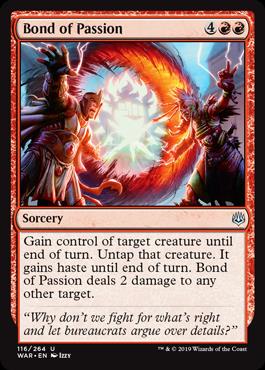 Bond of Passion 4
Sorcery
Gain control of target creature until
end of turn. Untap that creature. It
gains haste until end of turn. Bond
of Passion deals 2 damage to any
other target.
“Why don’t we fight for what’s right
and let bureaucrats argue over details?”
116/264 U
WAR • EN Izzy
™ & © 2019 Wizards of the Coast